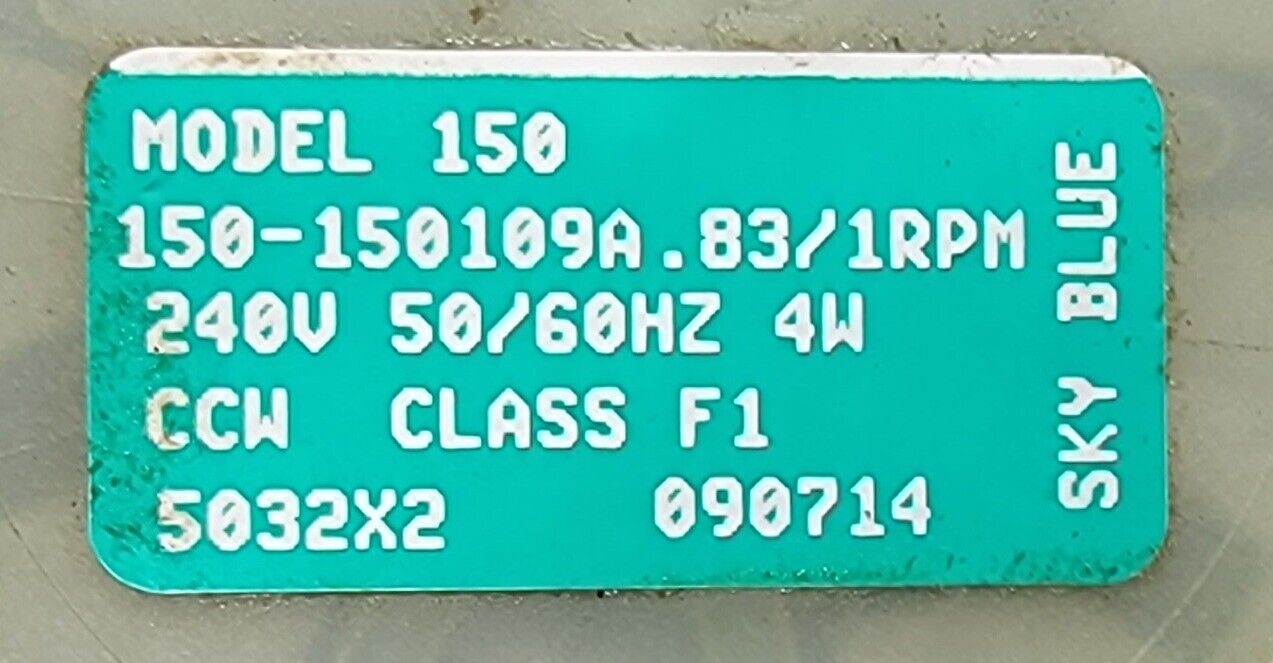 MODEL 150
150-150109A.83/1RPM
240V 50/60HZ 4W
CCW CLASS F1
5032X2 090714
SKY BLUE